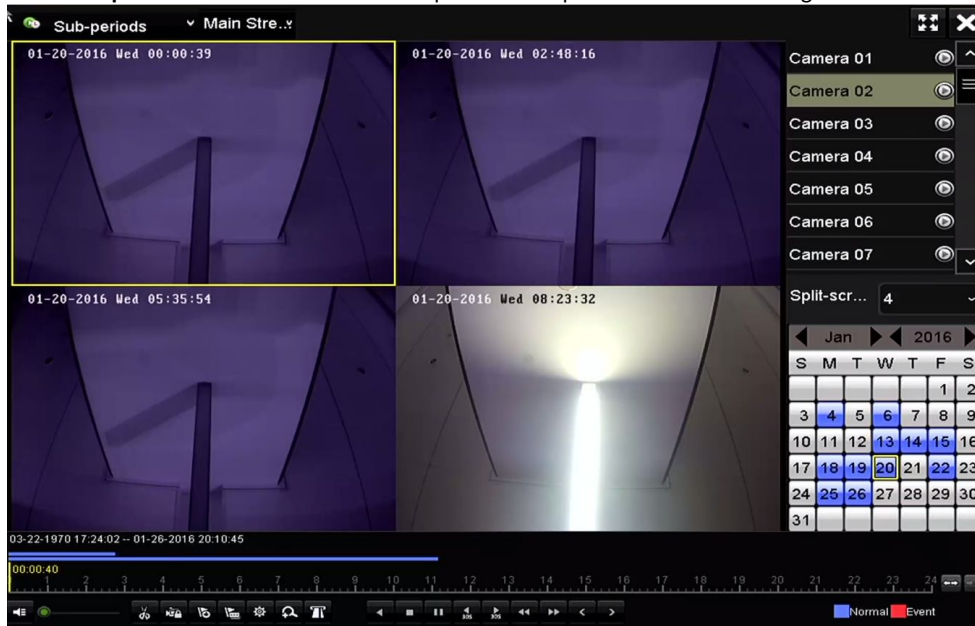 Sub-periods
Main Stre...
01-20-2016 Wed 00:00:39
01-20-2016 Wed 02:48:16
01-20-2016 Wed 05:35:54
01-20-2016 Wed 08:23:32
Camera 01
Camera 02
Camera 03
Camera 04
Camera 05
Camera 06
Camera 07
Split-scr... 4
Jan 2016
S M T W T F S
1 2
3 4 5 6 7 8 9
10 11 12 13 14 15 16
17 18 19 20 21 22 23
24 25 26 27 28 29 30
31
03-22-1970 17:24:02 -- 01-26-2016 20:10:45
00:00:40
1 2 3 4 5 6 7 8 9 10 11 12 13 14 15 16 17 18 19 20 21 22 23 24
30S 30S
Normal Event